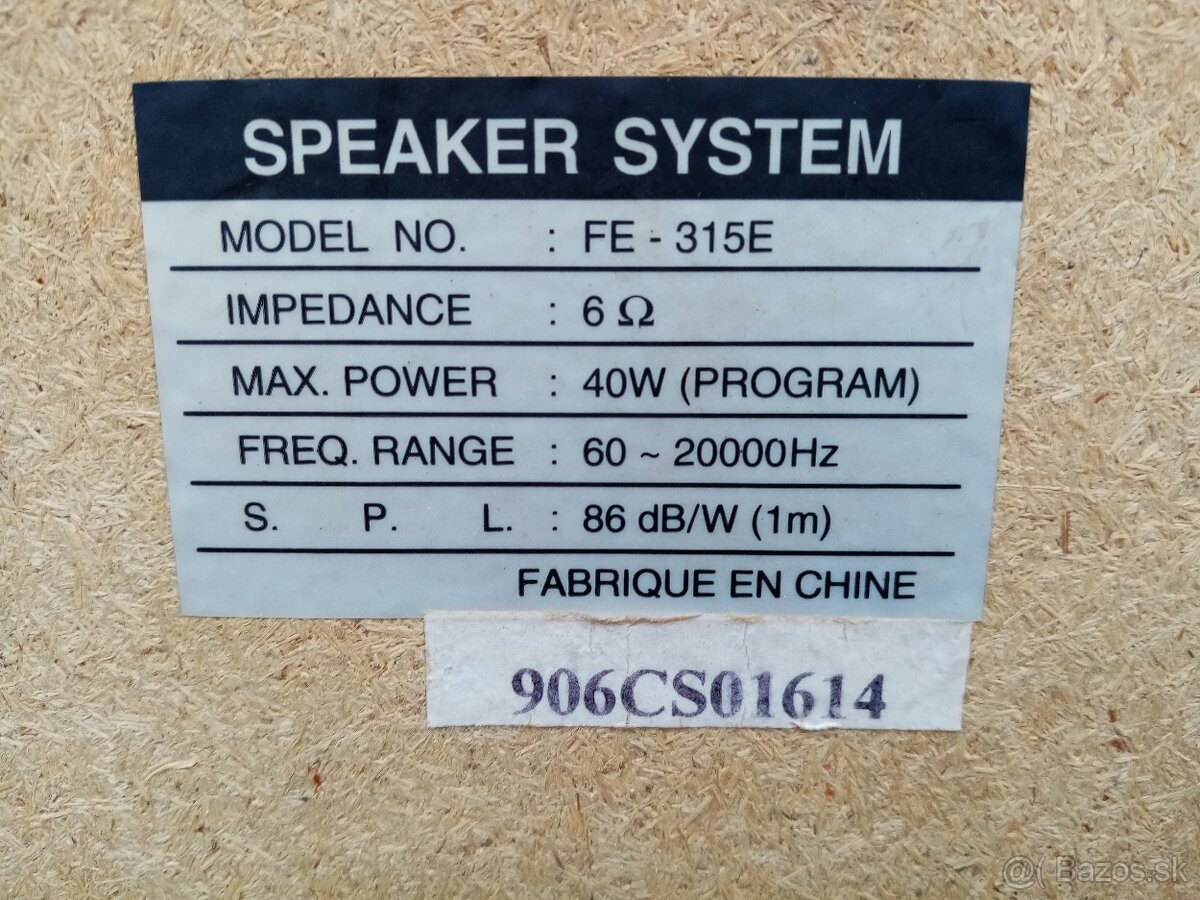 SPEAKER SYSTEM
MODEL NO. : FE - 315E
IMPEDANCE : 6 Ω
MAX. POWER : 40W (PROGRAM)
FREQ. RANGE : 60 ~ 20000Hz
S. P. L. : 86 dB/W (1m)
FABRIQUE EN CHINE
906CS01614
@( Bazos.sk